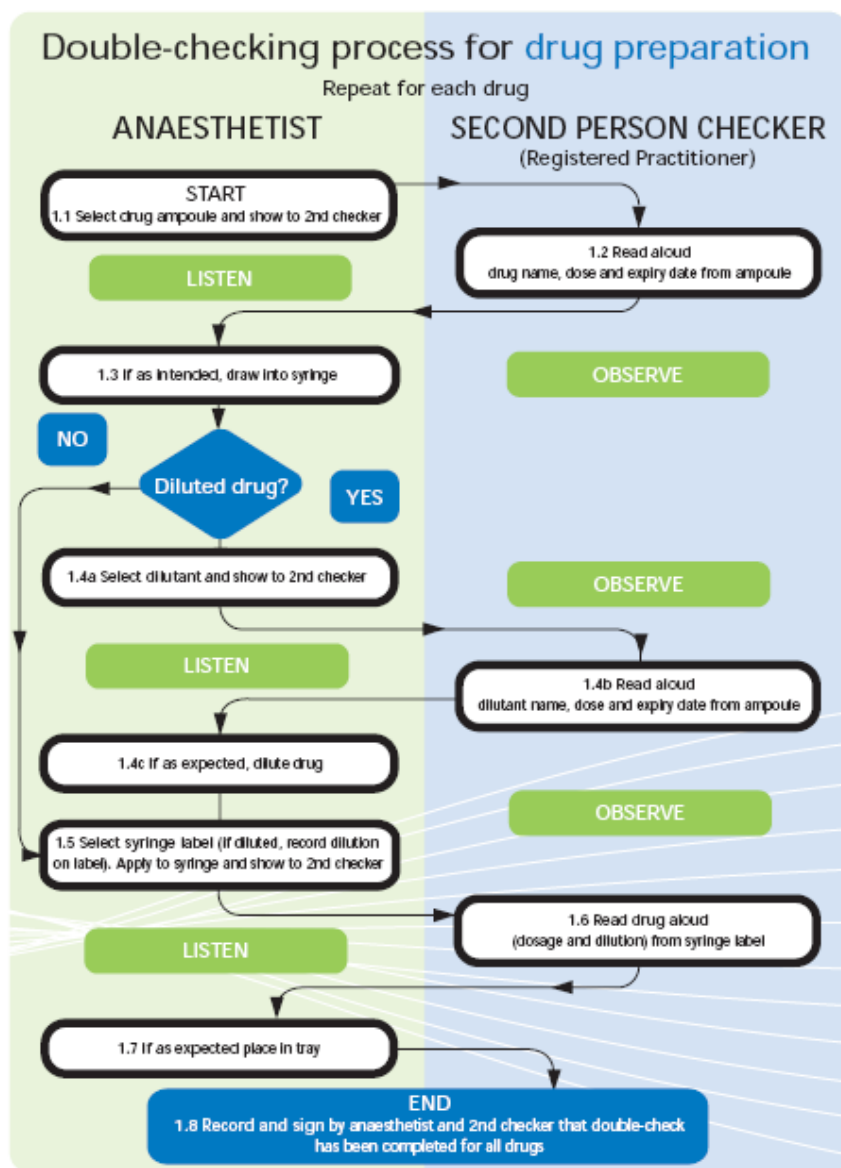 Double-checking process for drug preparation
Repeat for each drug
ANAESTHETIST
SECOND PERSON CHECKER
(Registered Practitioner)
START
1.1 Select drug ampoule and show to 2nd checker
1.2 Read aloud
drug name, dose and expiry date from ampoule
LISTEN
1.3 If as intended, draw into syringe
OBSERVE
NO
Diluted drug?
YES
1.4a Select dilutant and show to 2nd checker
OBSERVE
LISTEN
1.4b Read aloud
dilutant name, dose and expiry date from ampoule
1.4c If as expected, dilute drug
OBSERVE
1.5 Select syringe label (if diluted, record dilution
on label). Apply to syringe and show to 2nd checker
1.6 Read drug aloud
(dosage and dilution) from syringe label
LISTEN
1.7 If as expected place in tray
END
1.8 Record and sign by anaesthetist and 2nd checker that double-check
has been completed for all drugs